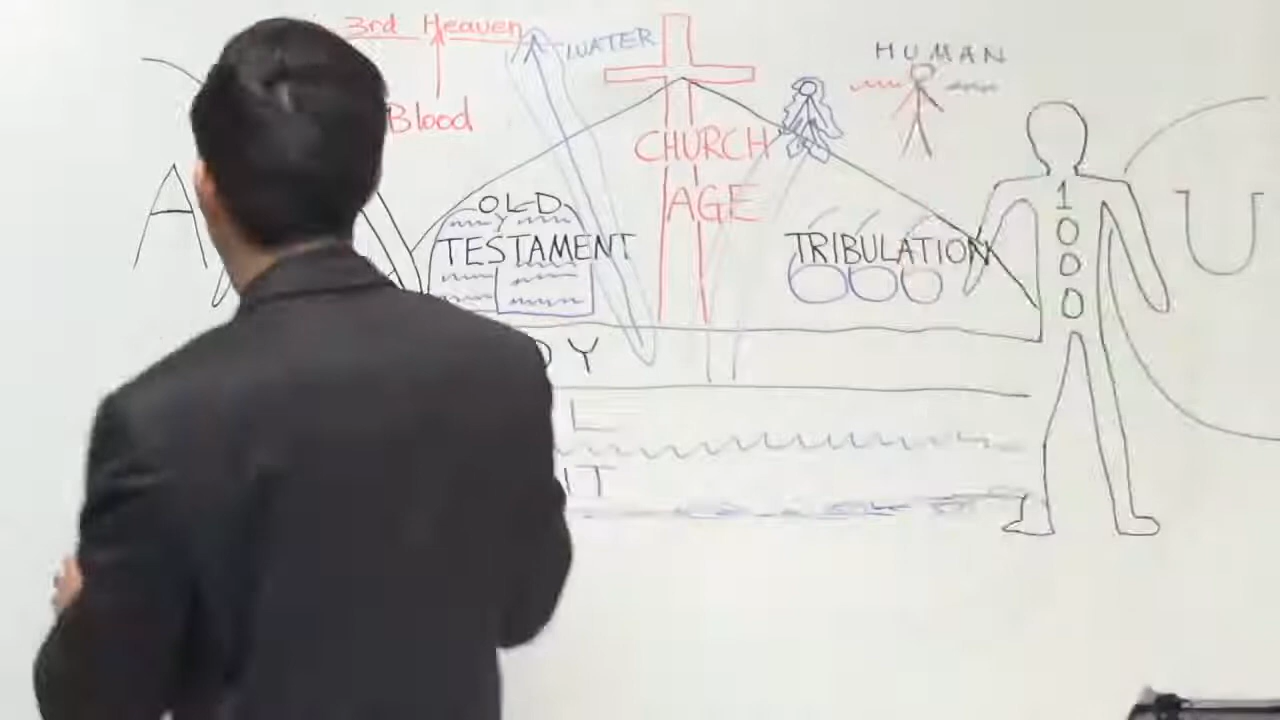 3rd Heaven
WATER
HUMAN
Blood
CHURCH
AGE
A
OLD
TESTAMENT
TRIBULATION
1
0
0
0
U